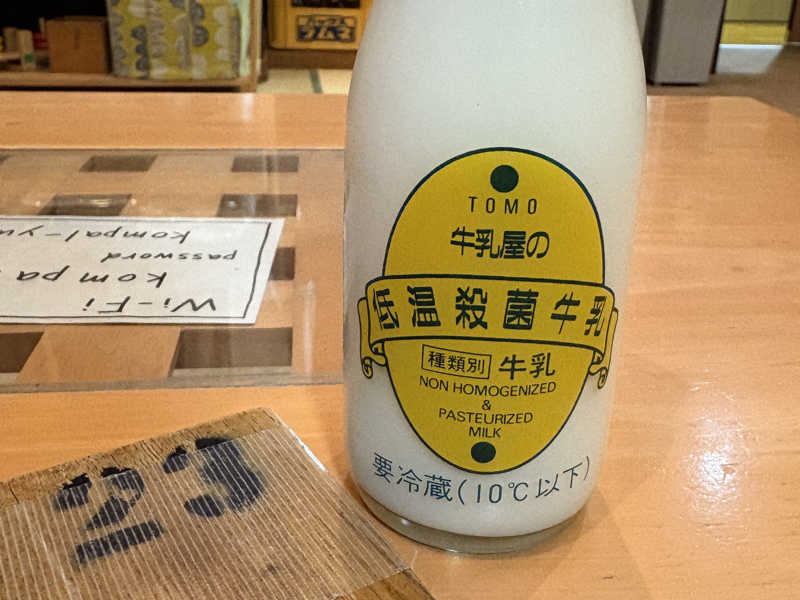 TOMO
牛乳屋の
低温殺菌牛乳
種類別 牛乳
NON HOMOGENIZED
&
PASTEURIZED
MILK
要冷蔵(10℃以下)
Wi-Fi
password
23